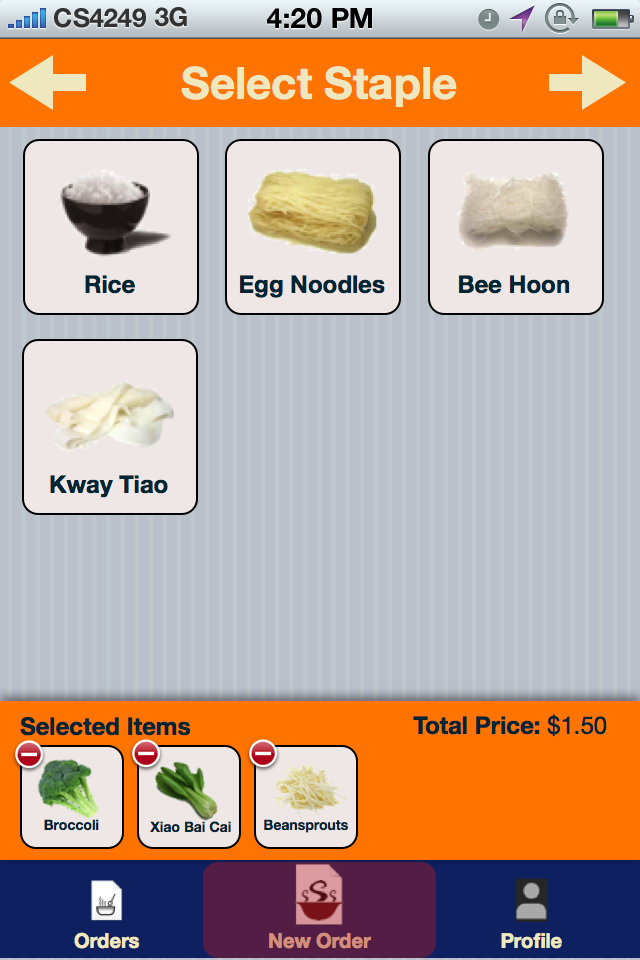 CS4249 3G 4:20 PM
Select Staple
Rice Egg Noodles Bee Hoon
Kway Tiao
Selected Items Total Price: $1.50
Broccoli Xiao Bai Cai Beansprouts
Orders New Order Profile